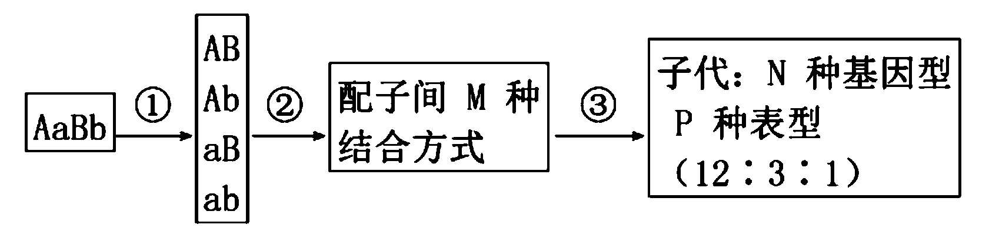 AaBb
①
AB
Ab
aB
ab
②
配子间 M 种
结合方式
③
子代：N 种基因型
P 种表型
(12∶3∶1)